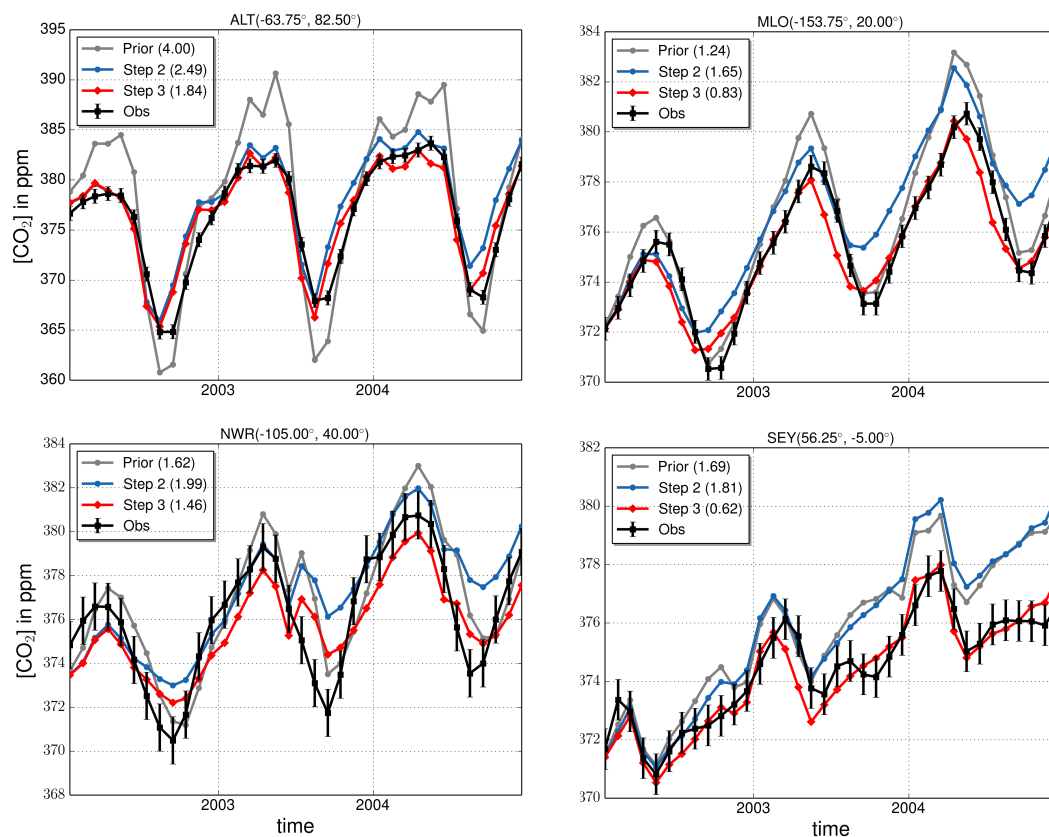 ALT(-63.75°, 82.50°)
395
390
385
380
375
370
365
360
[CO₂] in ppm
Prior (4.00)
Step 2 (2.49)
Step 3 (1.84)
Obs
2003
2004
MLO(-153.75°, 20.00°)
384
382
380
378
376
374
372
370
Prior (1.24)
Step 2 (1.65)
Step 3 (0.83)
Obs
2003
2004
NWR(-105.00°, 40.00°)
384
382
380
378
376
374
372
370
368
[CO₂] in ppm
Prior (1.62)
Step 2 (1.99)
Step 3 (1.46)
Obs
2003
2004
time
SEY(56.25°, -5.00°)
382
380
378
376
374
372
370
Prior (1.69)
Step 2 (1.81)
Step 3 (0.62)
Obs
2003
2004
time